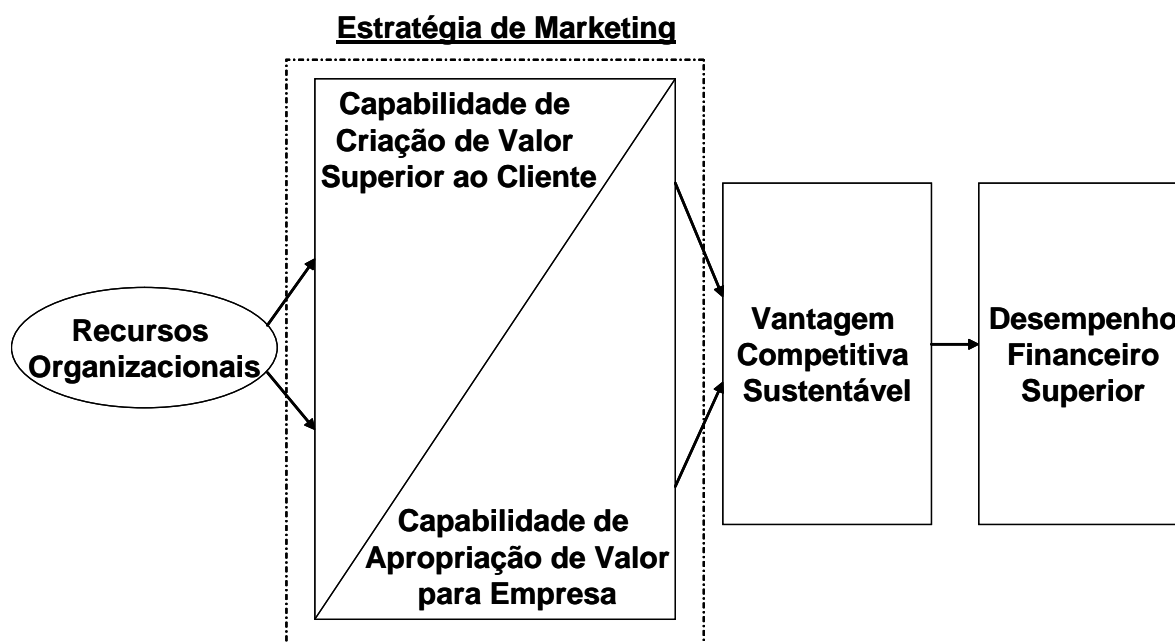 Estratégia de Marketing
Capabilidade de
Criação de Valor
Superior ao Cliente
Recursos
Organizacionais
Capabilidade de
Apropriação de Valor
para Empresa
Vantagem
Competitiva
Sustentável
Desempenho
Financeiro
Superior